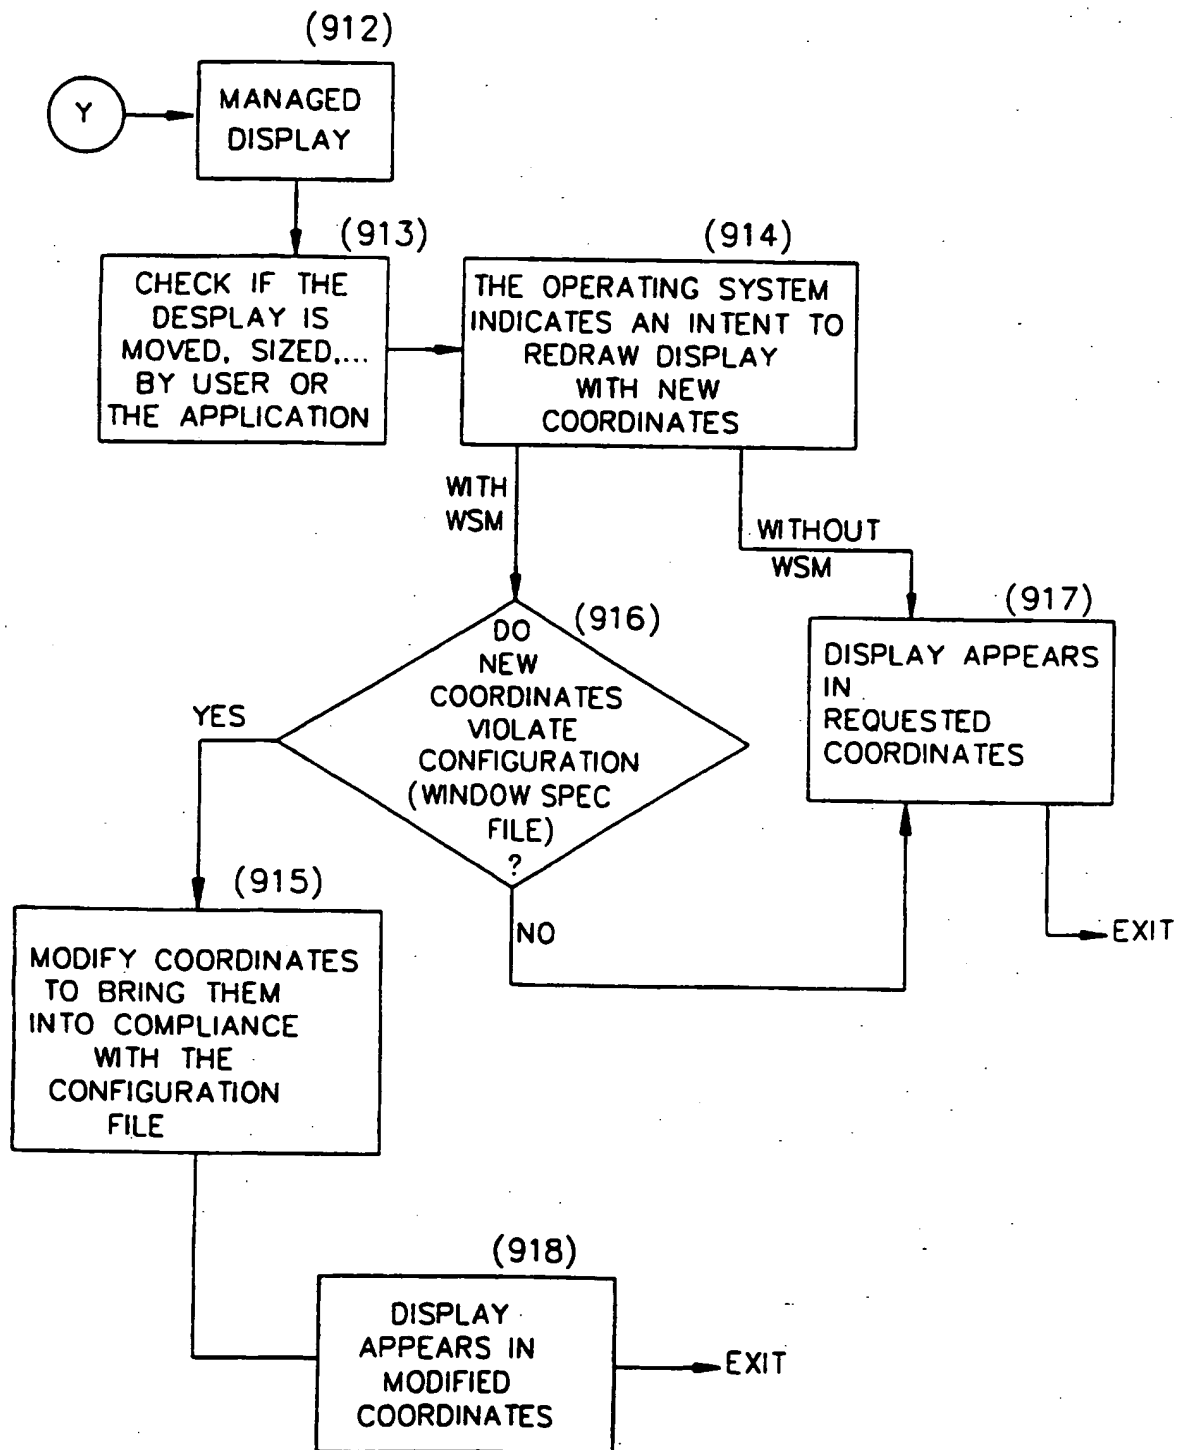 (912)
Y
MANAGED
DISPLAY
(913)
CHECK IF THE
DESPLAY IS
MOVED, SIZED,...
BY USER OR
THE APPLICATION
(914)
THE OPERATING SYSTEM
INDICATES AN INTENT TO
REDRAW DISPLAY
WITH NEW
COORDINATES
WITH
WSM
WITHOUT
WSM
(916)
DO
NEW
COORDINATES
VIOLATE
CONFIGURATION
(WINDOW SPEC
FILE)
?
YES
NO
(917)
DISPLAY APPEARS
IN
REQUESTED
COORDINATES
EXIT
(915)
MODIFY COORDINATES
TO BRING THEM
INTO COMPLIANCE
WITH THE
CONFIGURATION
FILE
(918)
DISPLAY
APPEARS IN
MODIFIED
COORDINATES
EXIT